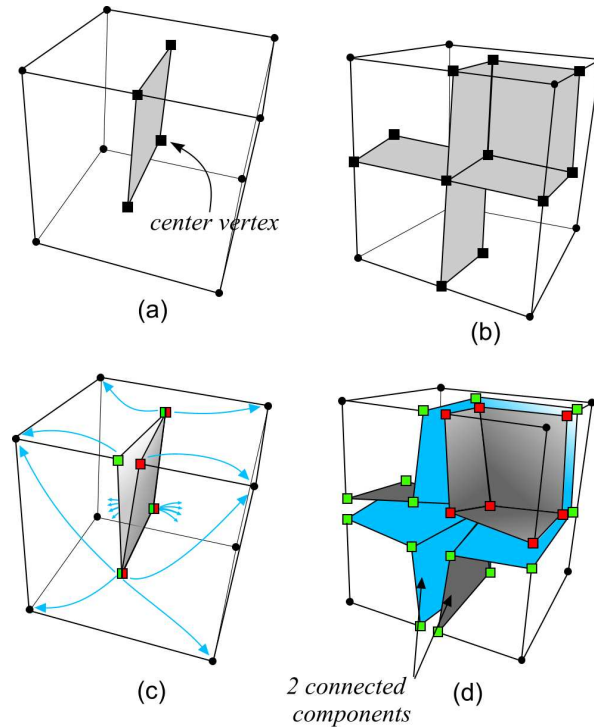 center vertex
(a)
(b)
(c)
2 connected
components
(d)